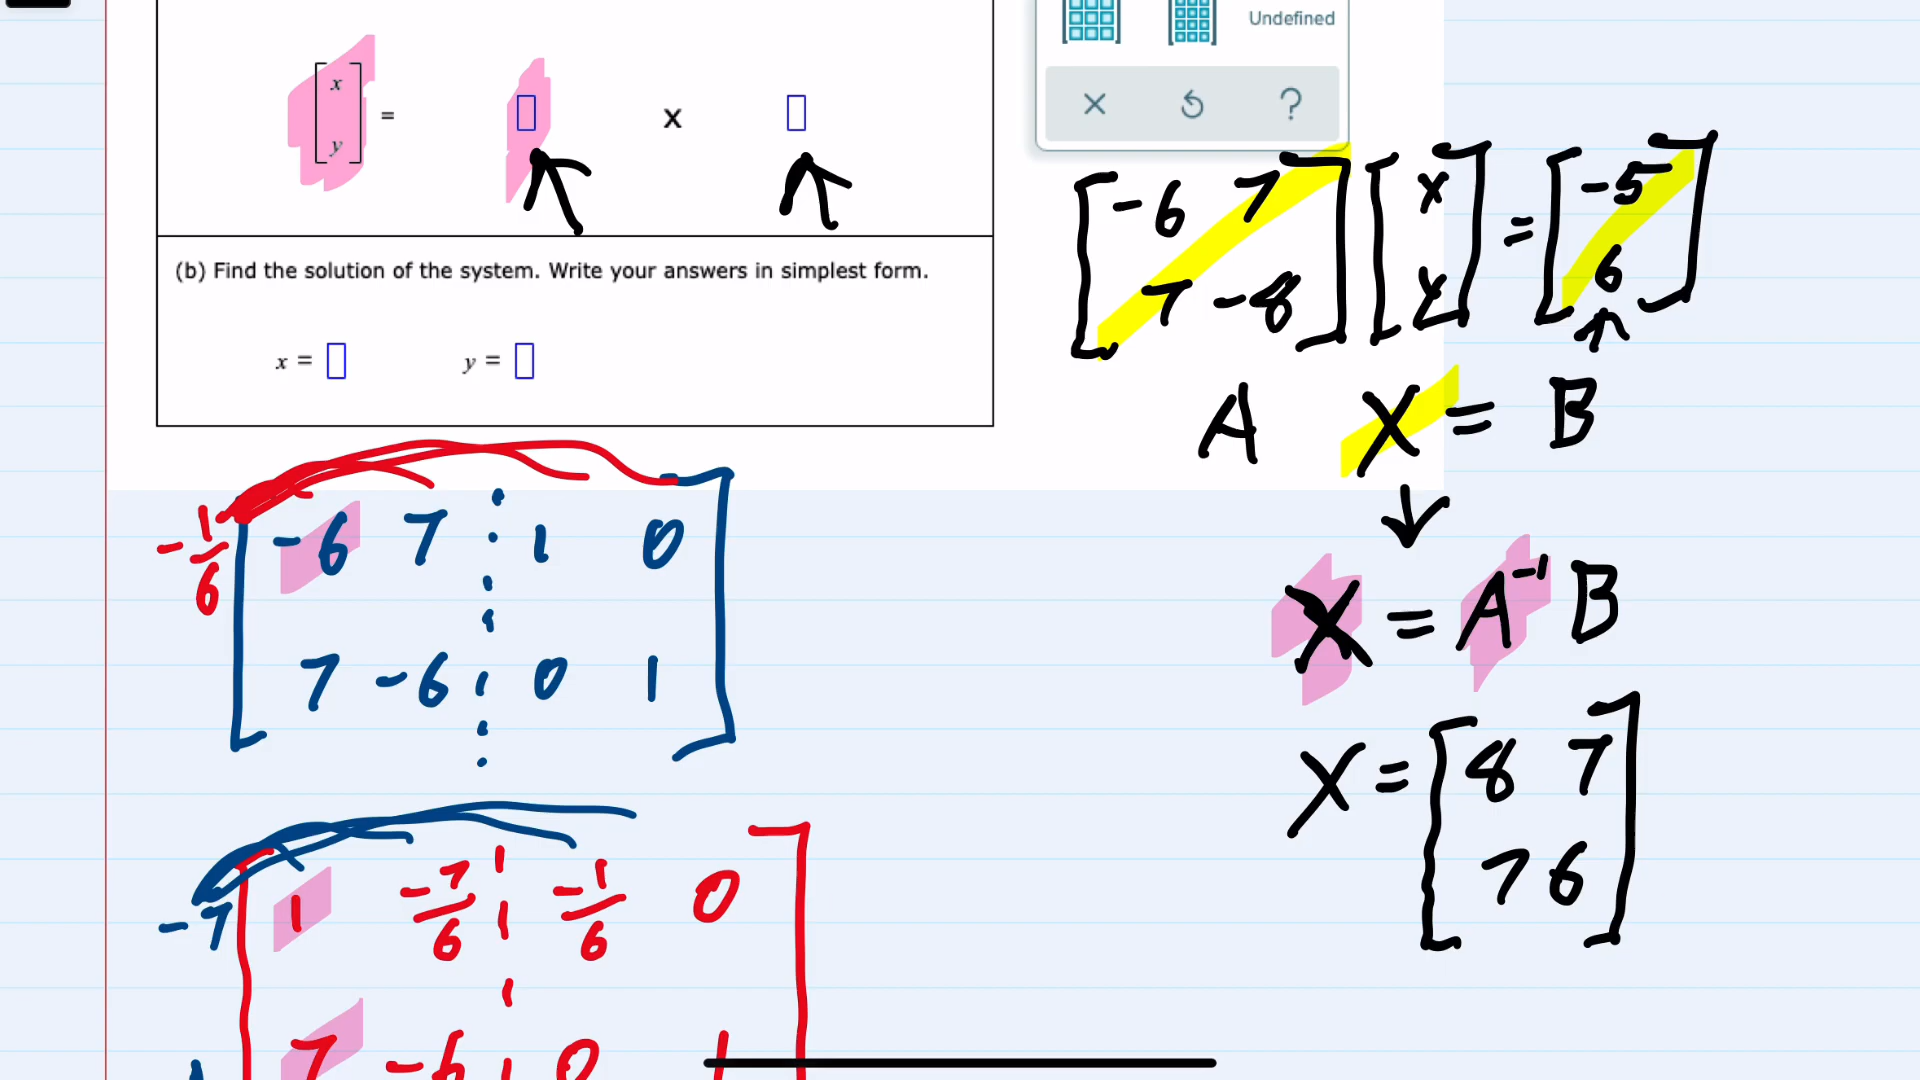 Undefined
[x y] = □ X □
× ?
[-6 7 7 -8] [x y] = [-5 6]
(b) Find the solution of the system. Write your answers in simplest form.
x = □ y = □
A X = B
-1/6 [-6 7 1 0
7 -6 0 1]
X = A⁻¹ B
X = [8 7
7 6]
-7 [1 -7/6 -1/6 0
7 -6 0 1